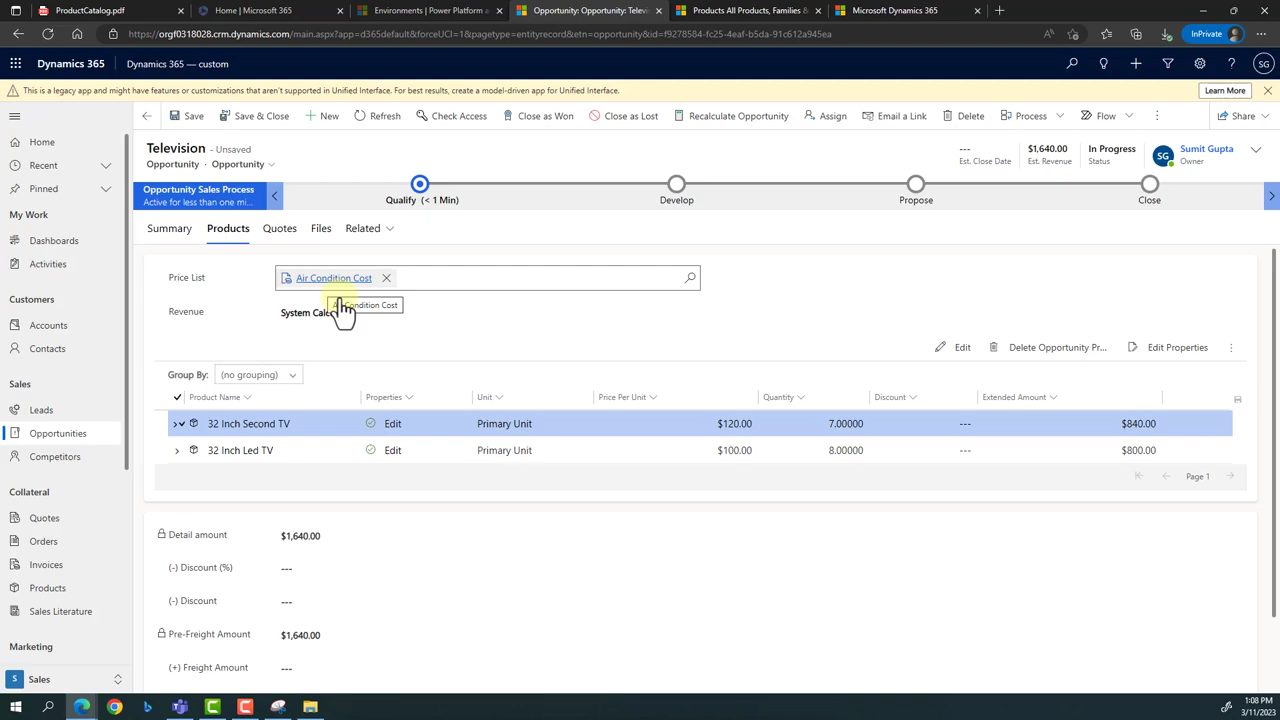 ProductCatalog.pdf
Home | Microsoft 365
Environments | Power Platform a
Opportunity: Opportunity: Televi
Products All Products, Families &
Microsoft Dynamics 365
https://orgf0318028.crm.dynamics.com/main.aspx?app=d365default&forceUCI=1&pagetype=entityrecord&etn=opportunity&id=f9278584-fc25-4eaf-b5da-91c612a945ea
InPrivate
Dynamics 365
Dynamics 365 — custom
SG
This is a legacy app and might have features or customizations that aren't supported in Unified Interface. For best results, create a model-driven app for Unified Interface.
Learn More
Save
Save & Close
New
Refresh
Check Access
Close as Won
Close as Lost
Recalculate Opportunity
Assign
Email a Link
Delete
Process
Flow
Share
Home
Recent
Pinned
My Work
Dashboards
Activities
Customers
Accounts
Contacts
Sales
Leads
Opportunities
Competitors
Collateral
Quotes
Orders
Invoices
Products
Sales Literature
Marketing
S Sales
Television - Unsaved
Opportunity · Opportunity
---
Est. Close Date
$1,640.00
Est. Revenue
In Progress
Status
SG
Sumit Gupta
Owner
Opportunity Sales Process
Active for less than one mi...
Qualify (< 1 Min)
Develop
Propose
Close
Summary
Products
Quotes
Files
Related
Price List
Air Condition Cost
Condition Cost
Revenue
System
Edit
Delete Opportunity Pr...
Edit Properties
Group By:
(no grouping)
Product Name
Properties
Unit
Price Per Unit
Quantity
Discount
Extended Amount
32 Inch Second TV
Edit
Primary Unit
$120.00
7.00000
---
$840.00
32 Inch Led TV
Edit
Primary Unit
$100.00
8.00000
---
$800.00
Page 1
Detail amount
$1,640.00
(-) Discount (%)
---
(-) Discount
---
Pre-Freight Amount
$1,640.00
(+) Freight Amount
---
1:08 PM
3/11/2023